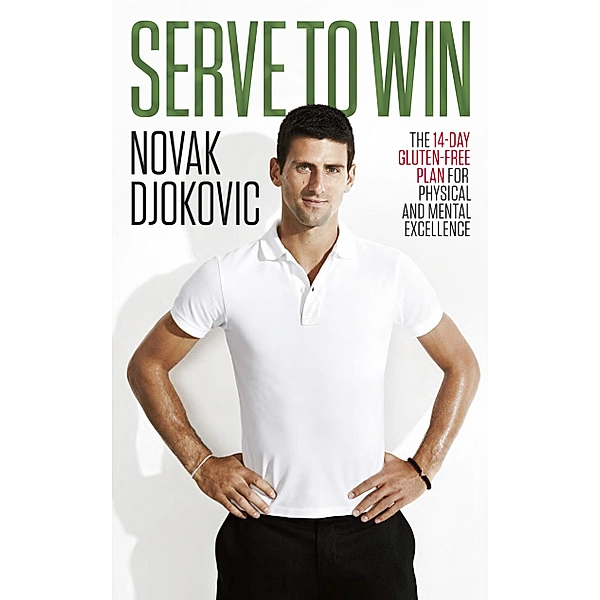 SERVE TO WIN
NOVAK
DJOKOVIC
THE 14-DAY
GLUTEN-FREE
PLAN FOR
PHYSICAL
AND MENTAL
EXCELLENCE